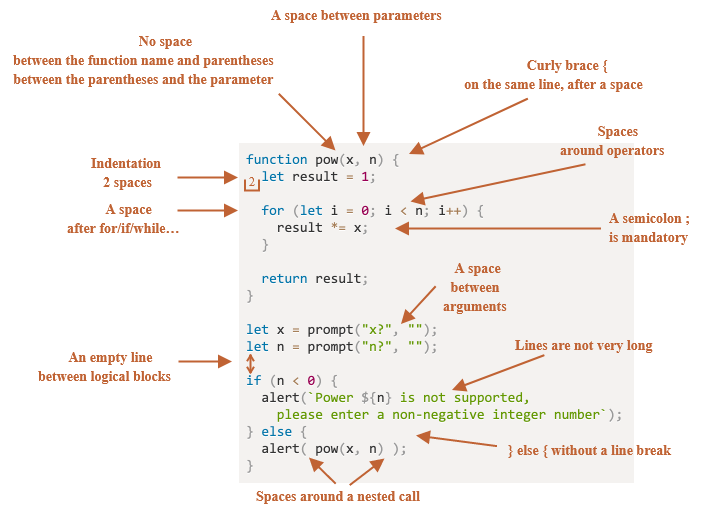 A space between parameters
No space
between the function name and parentheses
between the parentheses and the parameter
Curly brace {
on the same line, after a space
Spaces
around operators
Indentation
2 spaces
A space
after for/if/while…
A semicolon ;
is mandatory
A space
between
arguments
Lines are not very long
An empty line
between logical blocks
} else { without a line break
Spaces around a nested call
function pow(x, n) {
2
  let result = 1;
  for (let i = 0; i < n; i++) {
    result *= x;
  }
  return result;
}
let x = prompt("x?", "");
let n = prompt("n?", "");
if (n < 0) {
  alert(`Power ${n} is not supported,
    please enter a non-negative integer number`);
} else {
  alert( pow(x, n) );
}